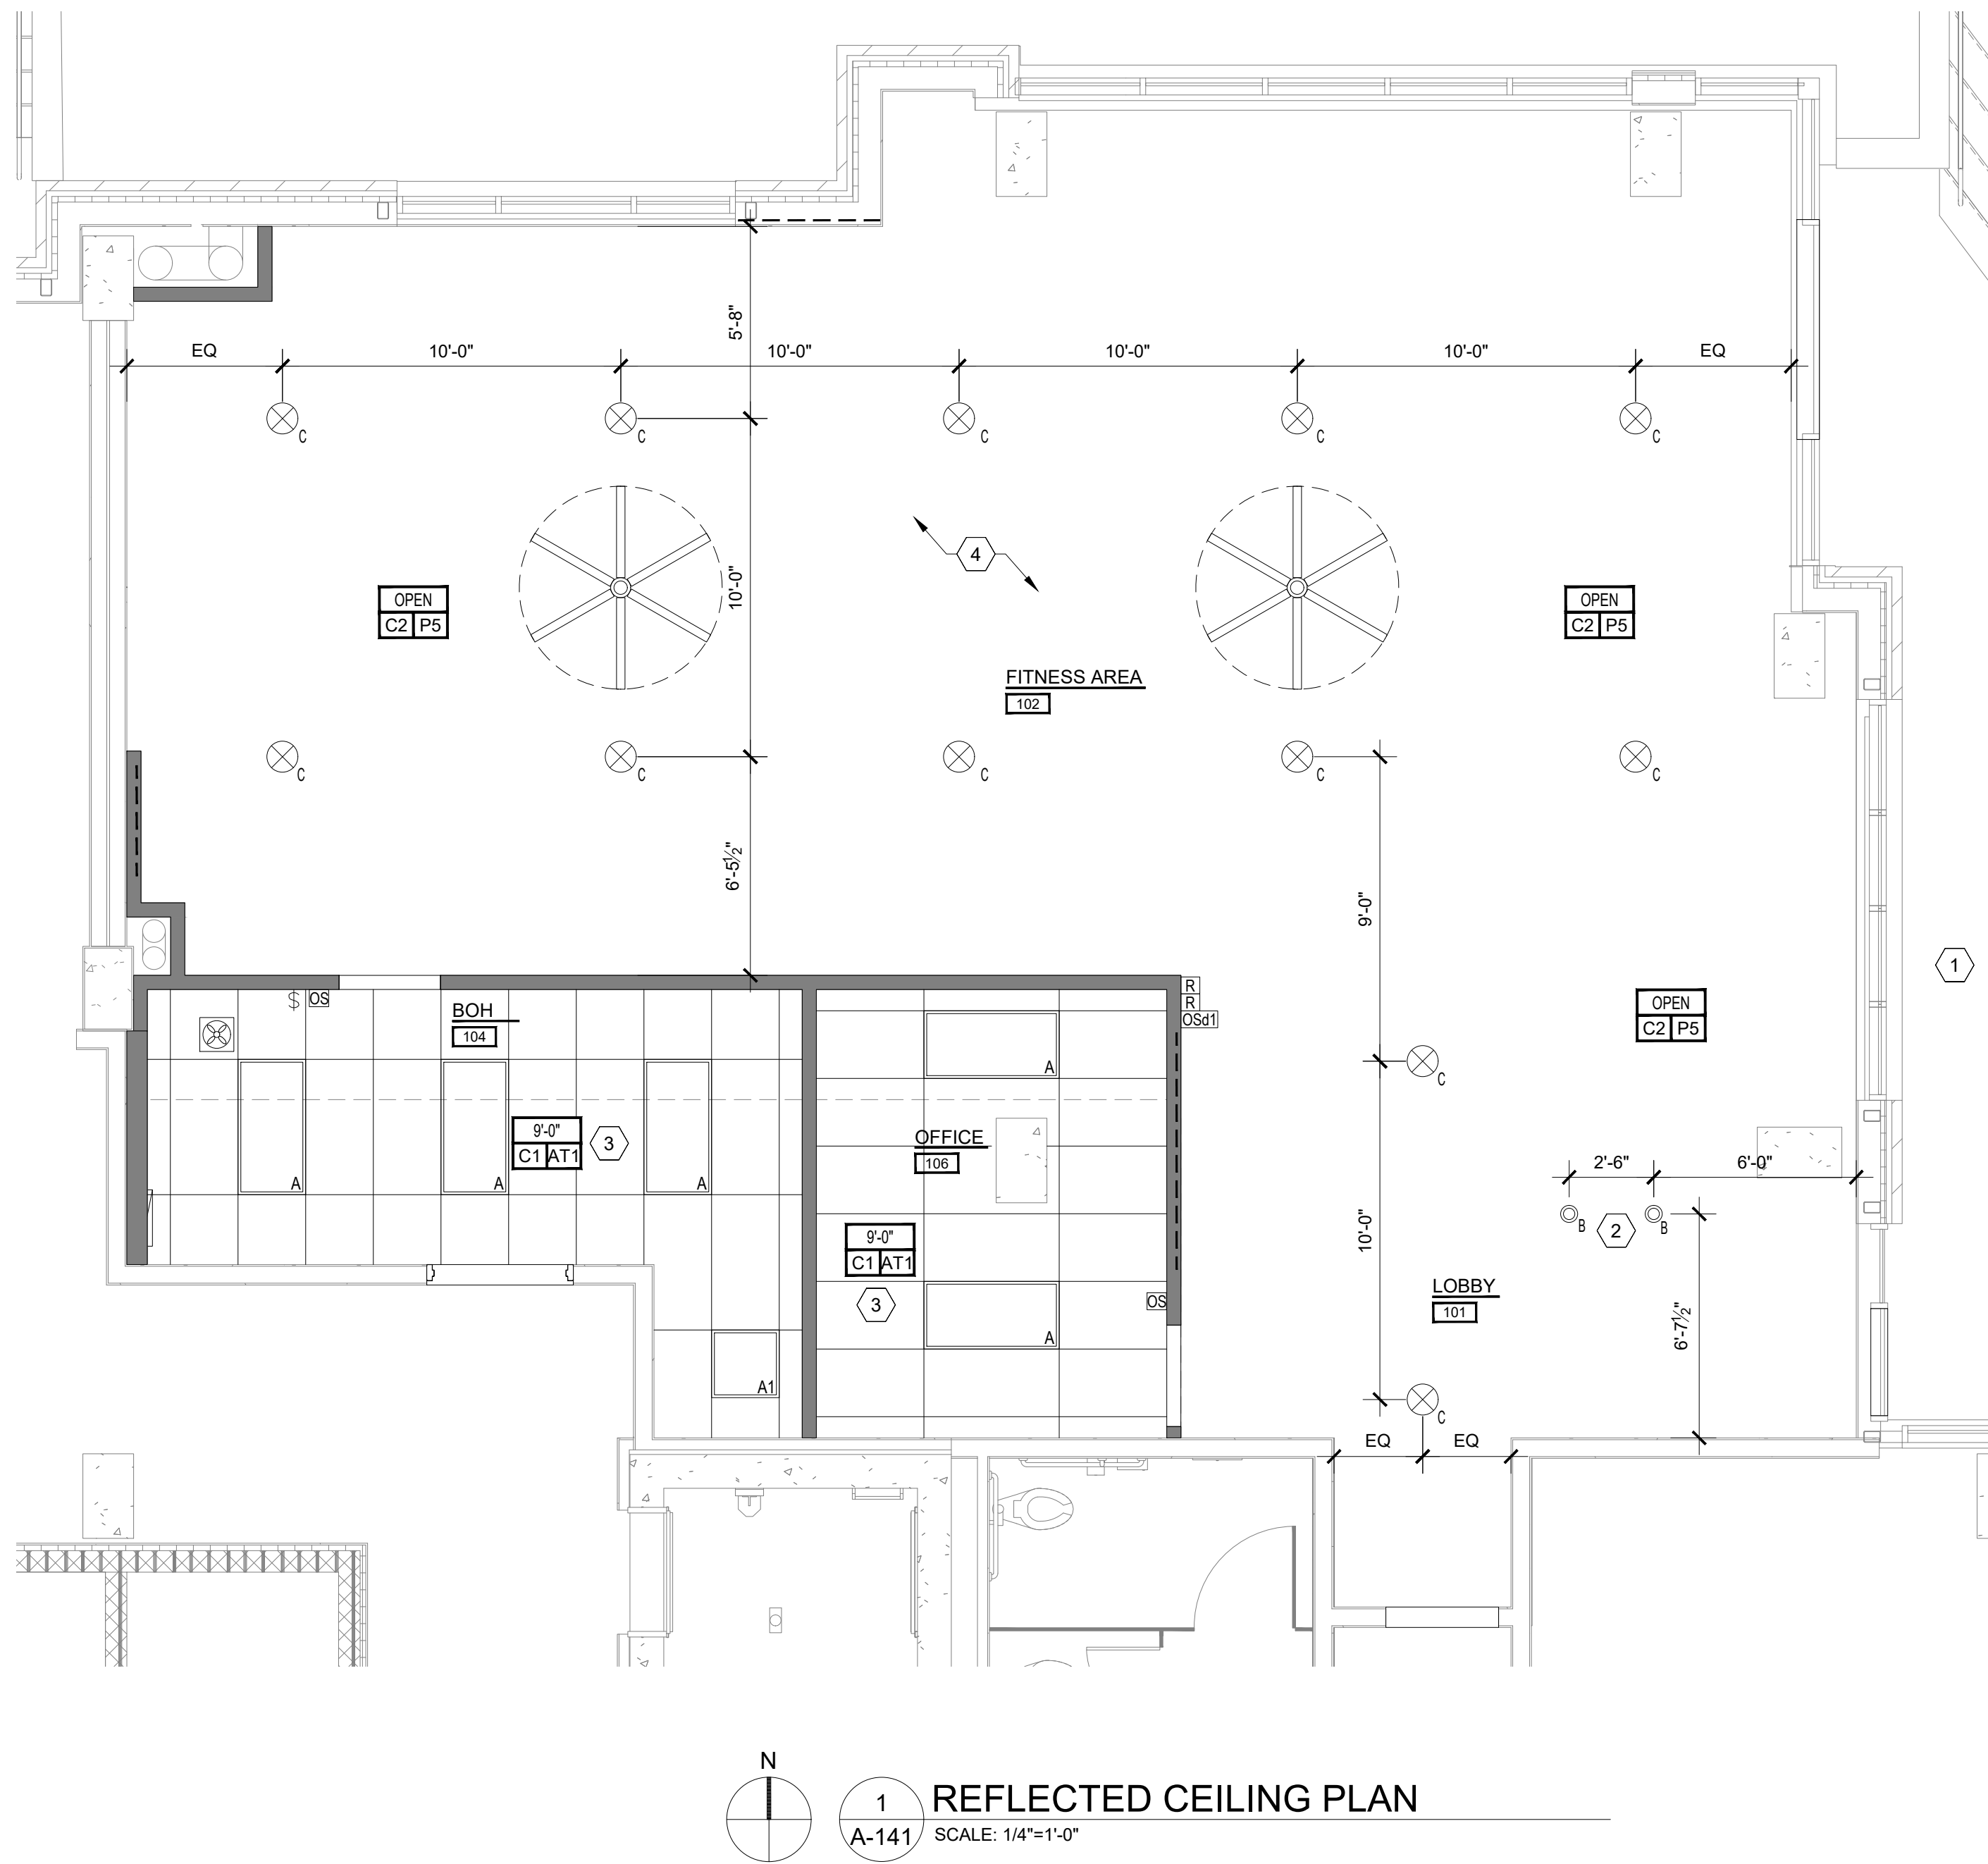 5'-8"
EQ 10'-0" 10'-0" 10'-0" 10'-0" EQ
C C C C C
4
10'-0"
OPEN
C2 P5
OPEN
C2 P5
FITNESS AREA
102
C C C C C
6'-5½"
9'-0"
1
R
R
OSd1
$ OS
BOH
104
OPEN
C2 P5
A
C
9'-0"
C1 AT1
3
OFFICE
106
A A A
2'-6" 6'-0"
B 2 B
10'-0"
9'-0"
C1 AT1
3
OS
LOBBY
101
6'-7½"
A
A1
C
EQ EQ
N
1
A-141
REFLECTED CEILING PLAN
SCALE: 1/4"=1'-0"